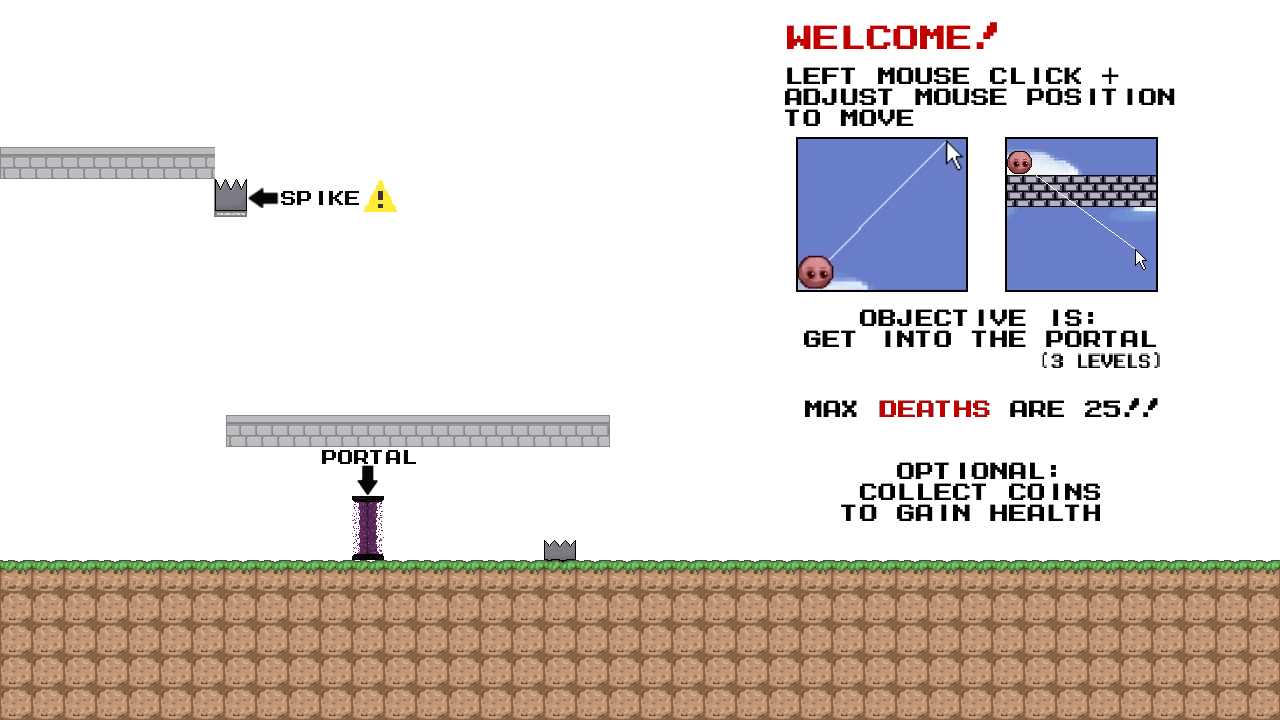 WELCOME!
LEFT MOUSE CLICK +
ADJUST MOUSE POSITION
TO MOVE
SPIKE
OBJECTIVE IS:
GET INTO THE PORTAL
(3 LEVELS)
MAX DEATHS ARE 25!!
PORTAL
OPTIONAL:
COLLECT COINS
TO GAIN HEALTH